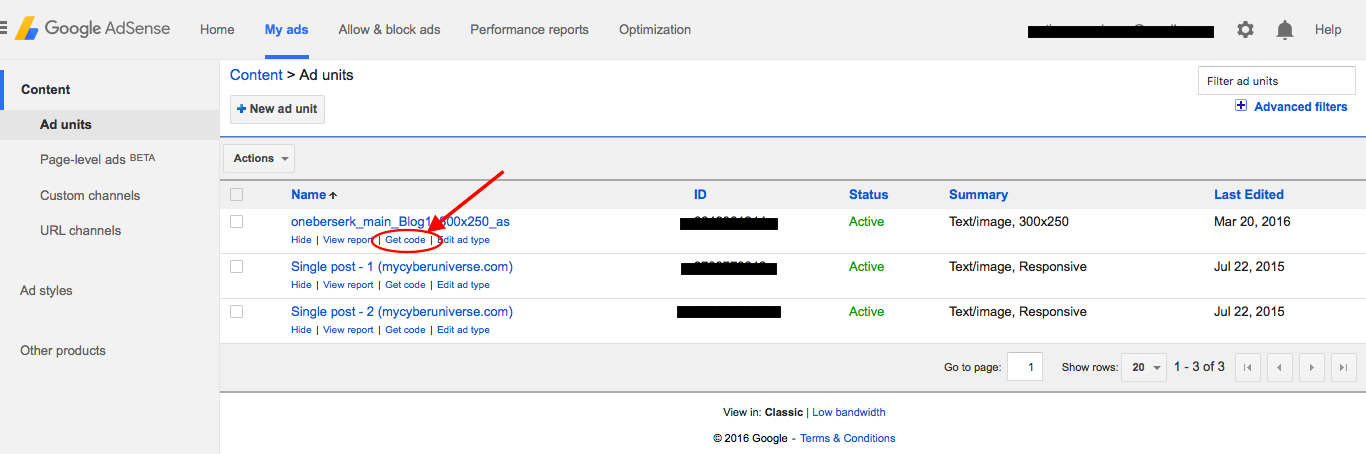 Google AdSense Home My ads Allow & block ads Performance reports Optimization Help
Content
Ad units
Page-level ads BETA
Custom channels
URL channels
Ad styles
Other products
Content > Ad units
Filter ad units
+ New ad unit
Advanced filters
Actions
Name ID Status Summary Last Edited
oneberserk_main_Blog1_300x250_as Active Text/image, 300x250 Mar 20, 2016
Hide | View report | Get code | Edit ad type
Single post - 1 (mycyberuniverse.com) Active Text/image, Responsive Jul 22, 2015
Hide | View report | Get code | Edit ad type
Single post - 2 (mycyberuniverse.com) Active Text/image, Responsive Jul 22, 2015
Hide | View report | Get code | Edit ad type
Go to page: 1 Show rows: 20 1 - 3 of 3
View in: Classic | Low bandwidth
© 2016 Google - Terms & Conditions